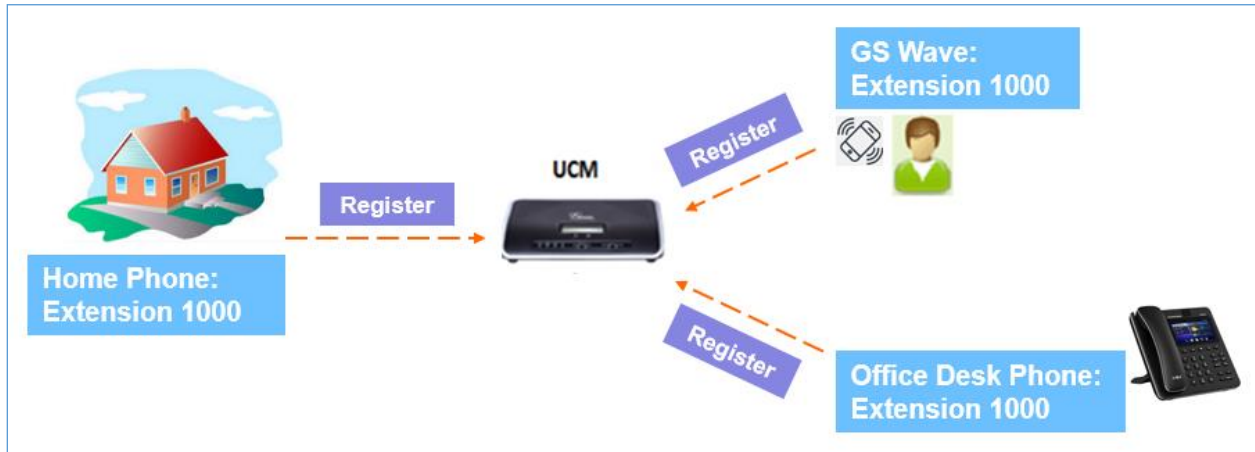 GS Wave:
Extension 1000
Register
UCM
Register
Home Phone:
Extension 1000
Register
Office Desk Phone:
Extension 1000